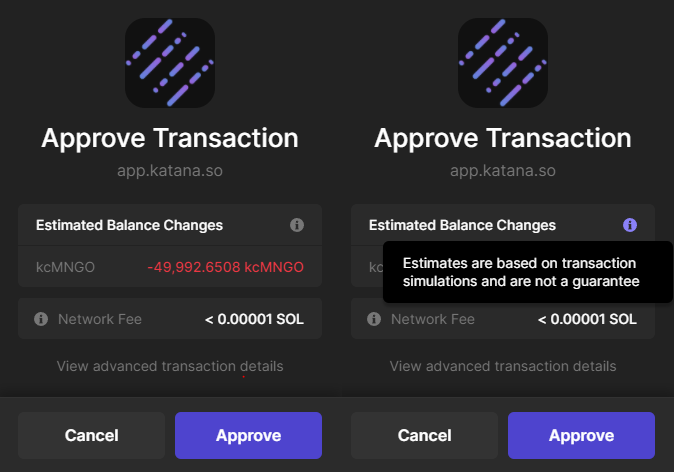 Approve Transaction
app.katana.so
Estimated Balance Changes
kcMNGO -49,992.6508 kcMNGO
Network Fee < 0.00001 SOL
View advanced transaction details
Cancel Approve
Approve Transaction
app.katana.so
Estimated Balance Changes
Estimates are based on transaction
simulations and are not a guarantee
Network Fee < 0.00001 SOL
View advanced transaction details
Cancel Approve